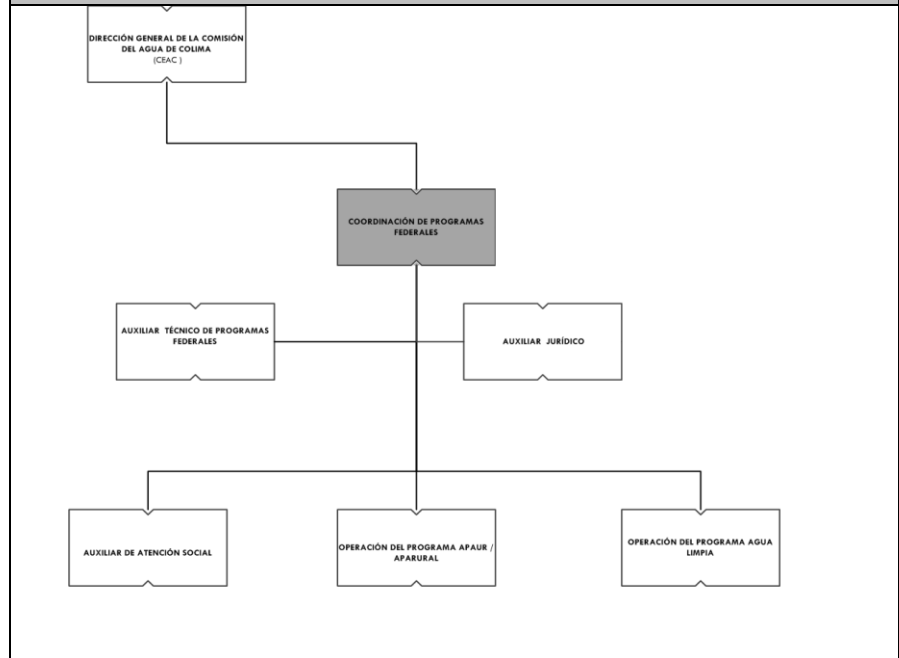 DIRECCIÓN GENERAL DE LA COMISIÓN
DEL AGUA DE COLIMA
(CEAC )
COORDINACIÓN DE PROGRAMAS
FEDERALES
AUXILIAR TÉCNICO DE PROGRAMAS
FEDERALES
AUXILIAR JURÍDICO
AUXILIAR DE ATENCIÓN SOCIAL
OPERACIÓN DEL PROGRAMA APAUR /
APARURAL
OPERACIÓN DEL PROGRAMA AGUA
LIMPIA